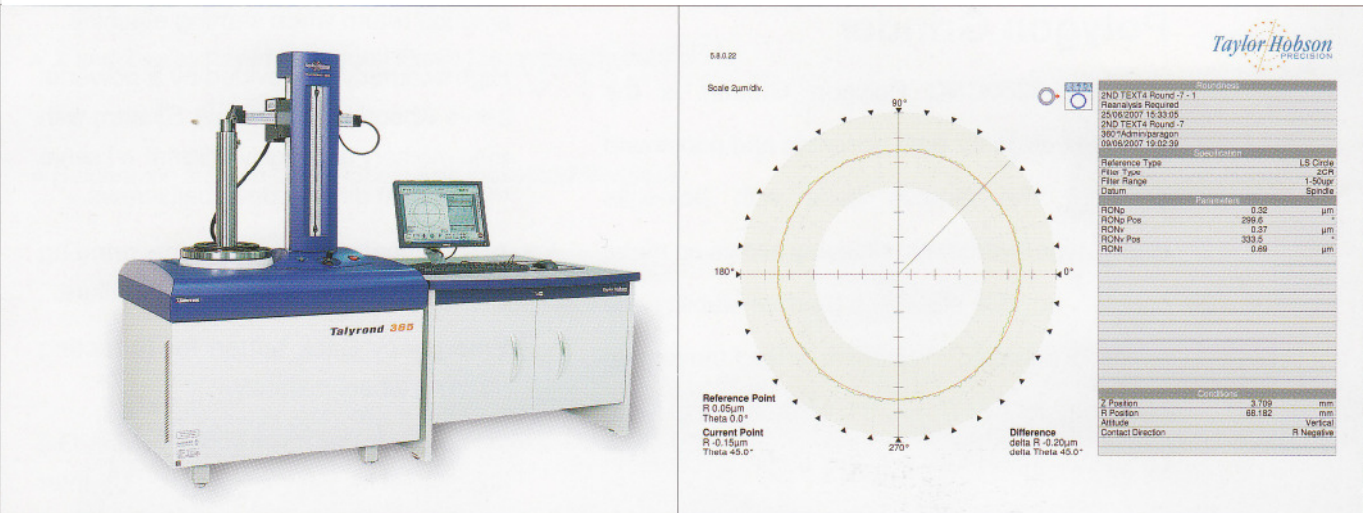 Talyrond 365
Taylor Hobson
PRECISION
5.8.0.22
Scale 2µm/div.
90°
180°
0°
270°
Roundness
2ND TEXT4 Round -7 - 1
Reanalysis Required
25/06/2007 15:33:05
2ND TEXT4 Round -7
360°/Admin/paragon
09/06/2007 19:02:39
Specification
Reference Type LS Circle
Filter Type 2CR
Filter Range 1-50upr
Datum Spindle
Parameters
RONp 0.32 µm
RONp Pos 299.6 °
RONv 0.37 µm
RONv Pos 333.5 °
RONt 0.69 µm
Conditions
Z Position 3.709 mm
R Position 68.182 mm
Attitude Vertical
Contact Direction R Negative
Reference Point
R 0.05µm
Theta 0.0°
Current Point
R -0.15µm
Theta 45.0°
Difference
delta R -0.20µm
delta Theta 45.0°